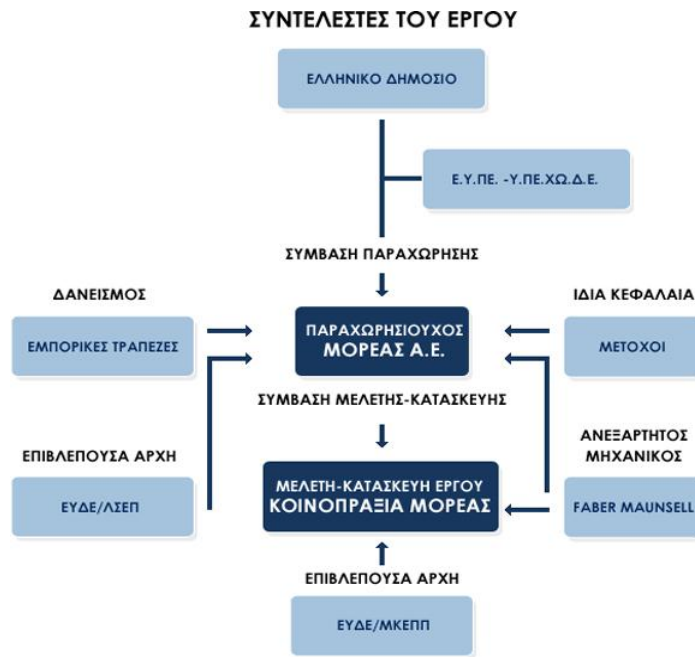 ΣΥΝΤΕΛΕΣΤΕΣ ΤΟΥ ΕΡΓΟΥ
ΕΛΛΗΝΙΚΟ ΔΗΜΟΣΙΟ
Ε.Υ.ΠΕ. -Υ.ΠΕ.ΧΩ.Δ.Ε.
ΣΥΜΒΑΣΗ ΠΑΡΑΧΩΡΗΣΗΣ
ΔΑΝΕΙΣΜΟΣ
ΕΜΠΟΡΙΚΕΣ ΤΡΑΠΕΖΕΣ
ΠΑΡΑΧΩΡΗΣΙΟΥΧΟΣ
ΜΟΡΕΑΣ Α.Ε.
ΙΔΙΑ ΚΕΦΑΛΑΙΑ
ΜΕΤΟΧΟΙ
ΣΥΜΒΑΣΗ ΜΕΛΕΤΗΣ-ΚΑΤΑΣΚΕΥΗΣ
ΕΠΙΒΛΕΠΟΥΣΑ ΑΡΧΗ
ΕΥΔΕ/ΛΣΕΠ
ΜΕΛΕΤΗ-ΚΑΤΑΣΚΕΥΗ ΕΡΓΟΥ
ΚΟΙΝΟΠΡΑΞΙΑ ΜΟΡΕΑΣ
ΑΝΕΞΑΡΤΗΤΟΣ
ΜΗΧΑΝΙΚΟΣ
FABER MAUNSELL
ΕΠΙΒΛΕΠΟΥΣΑ ΑΡΧΗ
ΕΥΔΕ/ΜΚΕΠΠ